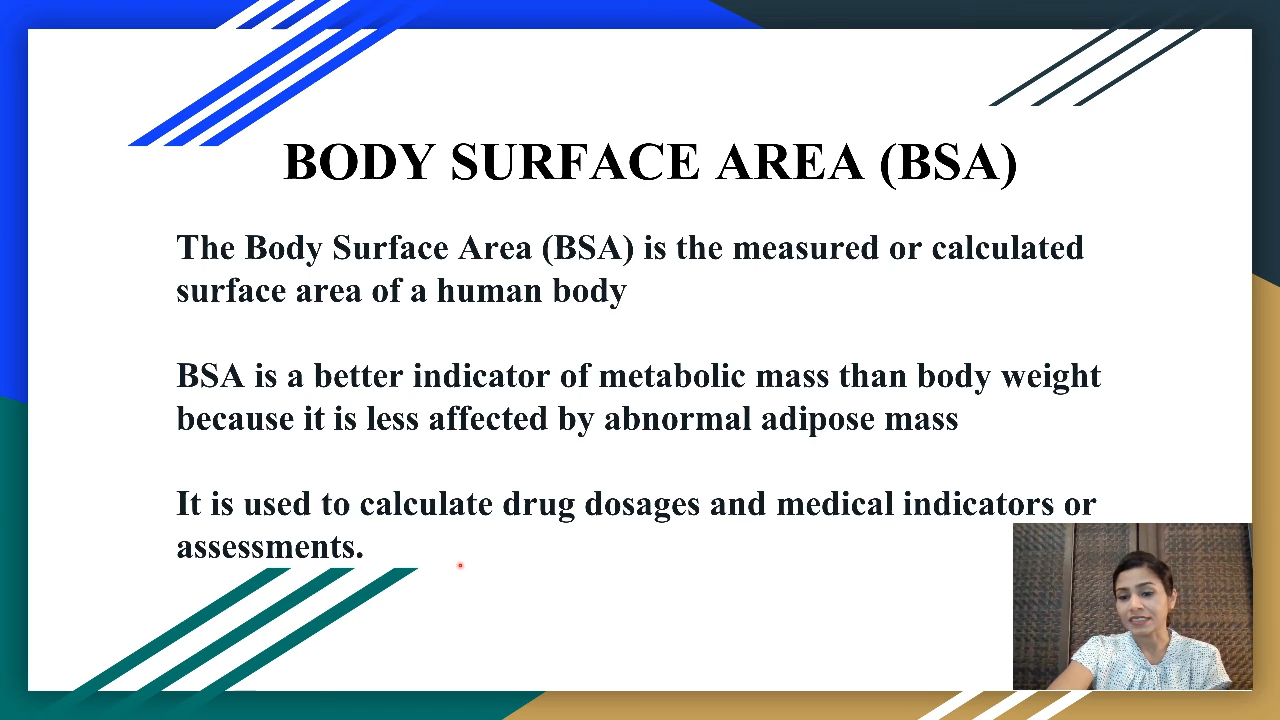 BODY SURFACE AREA (BSA)
The Body Surface Area (BSA) is the measured or calculated
surface area of a human body
BSA is a better indicator of metabolic mass than body weight
because it is less affected by abnormal adipose mass
It is used to calculate drug dosages and medical indicators or
assessments.